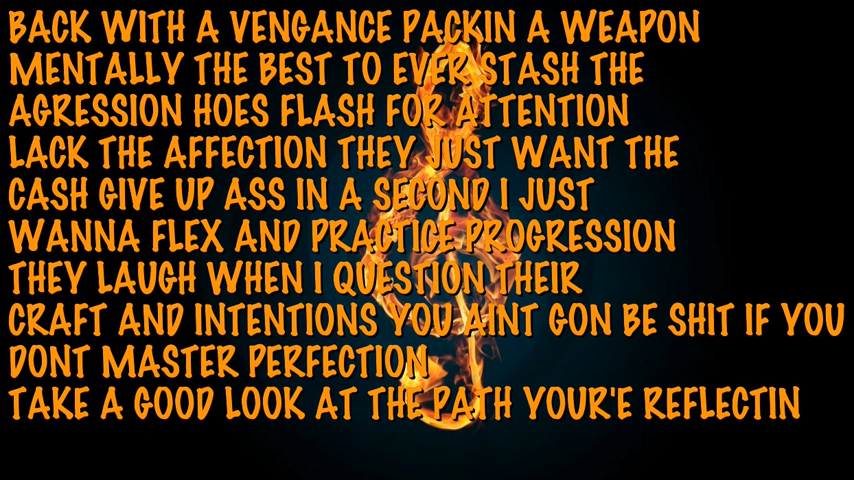 BACK WITH A VENGANCE PACKIN A WEAPON
MENTALLY THE BEST TO EVER STASH THE
AGRESSION HOES FLASH FOR ATTENTION
LACK THE AFFECTION THEY JUST WANT THE
CASH GIVE UP ASS IN A SECOND I JUST
WANNA FLEX AND PRACTICE PROGRESSION
THEY LAUGH WHEN I QUESTION THEIR
CRAFT AND INTENTIONS YOU AINT GON BE SHIT IF YOU
DONT MASTER PERFECTION
TAKE A GOOD LOOK AT THE PATH YOUR'E REFLECTIN